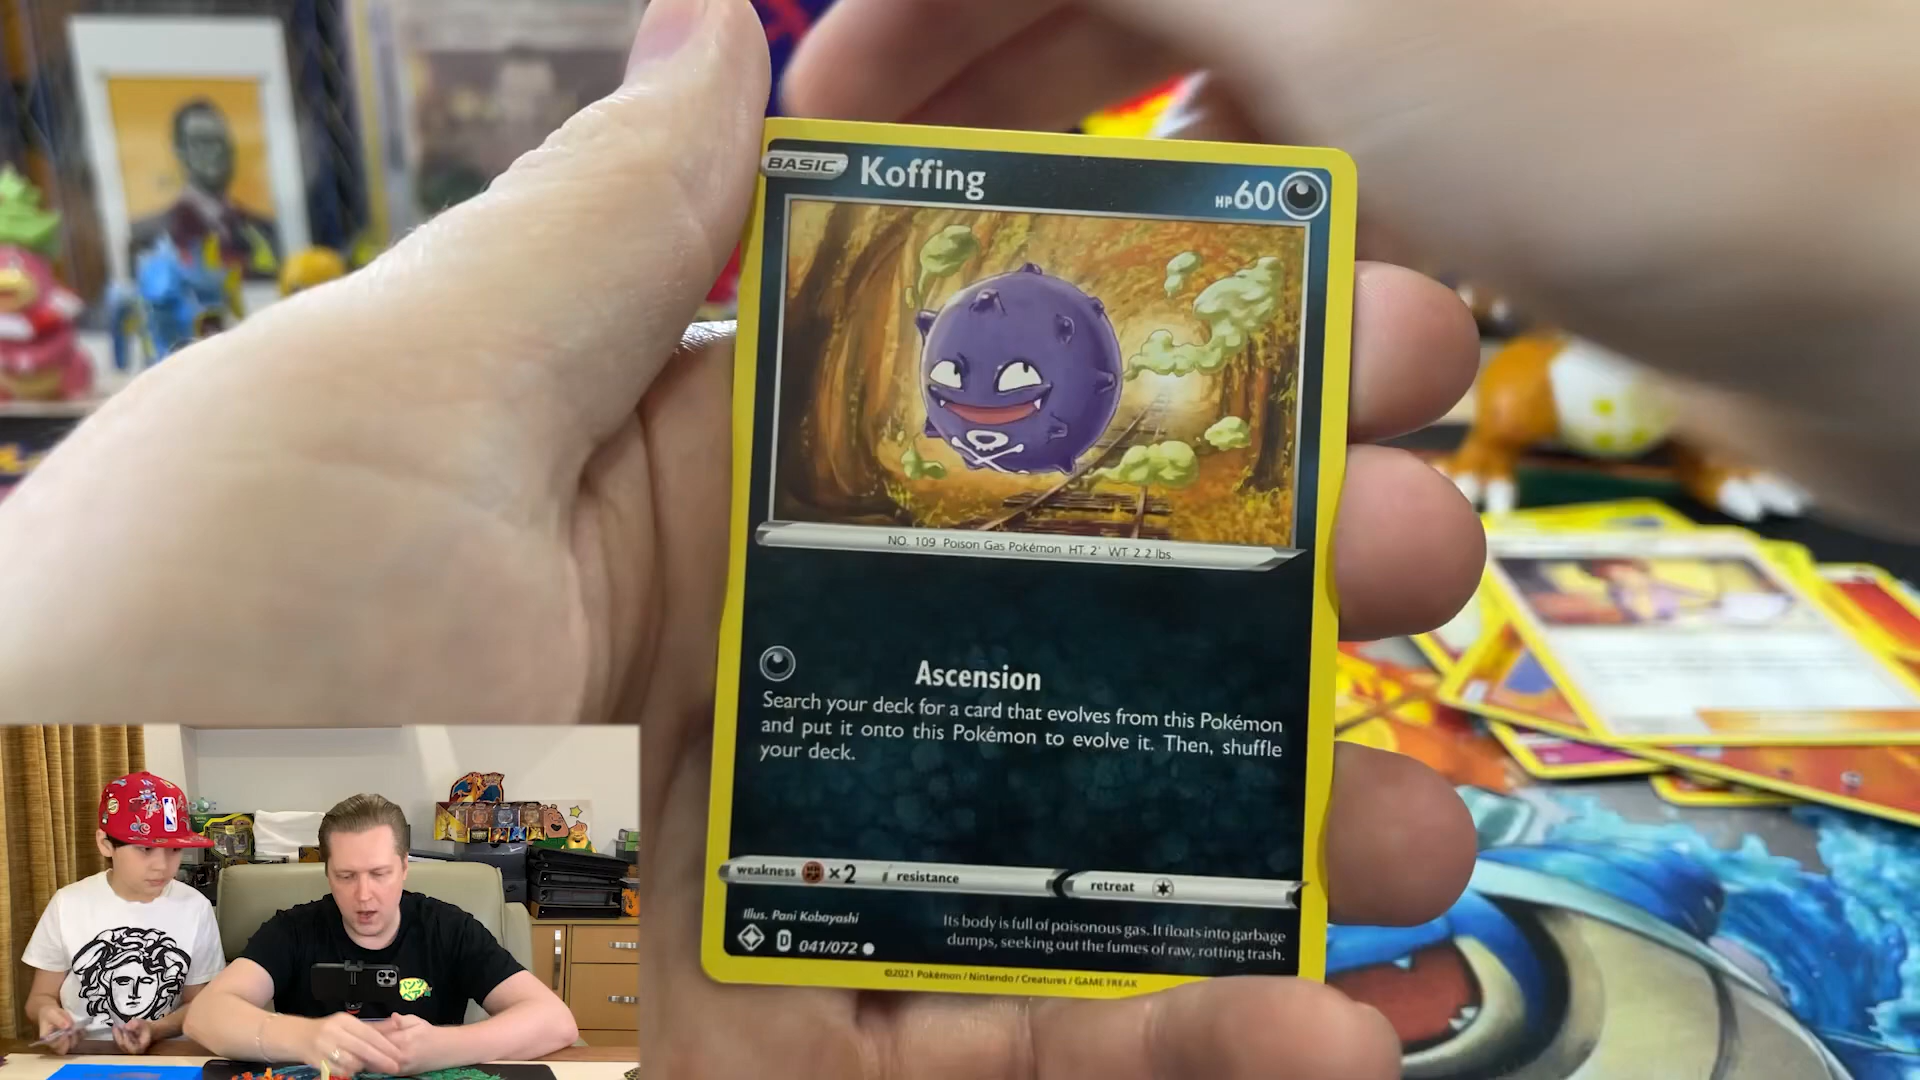 BASIC Koffing HP 60
NO. 109 Poison Gas Pokémon HT. 2' WT. 2.2 lbs.
Ascension
Search your deck for a card that evolves from this Pokémon
and put it onto this Pokémon to evolve it. Then, shuffle
your deck.
weakness ×2 resistance retreat
Illus. Pani Kobayashi
D 041/072
Its body is full of poisonous gas. It floats into garbage
dumps, seeking out the fumes of raw, rotting trash.
©2021 Pokémon / Nintendo / Creatures / GAME FREAK